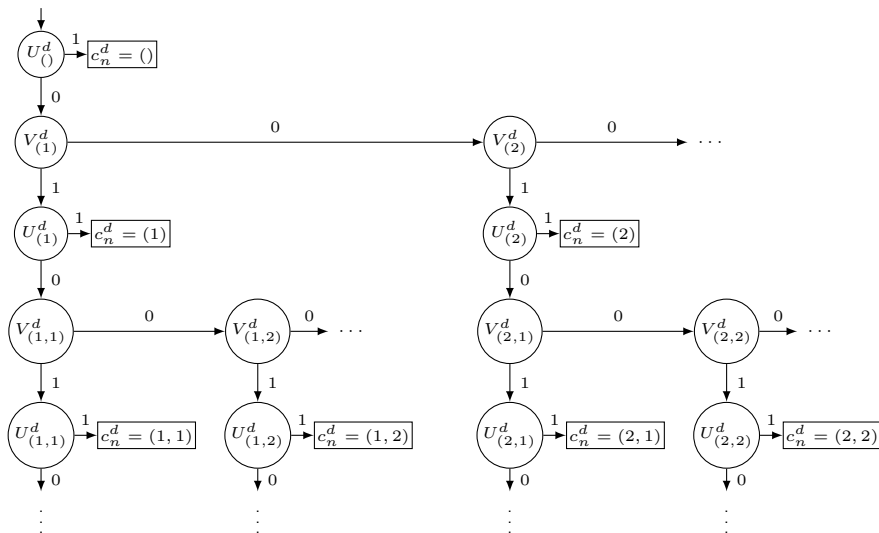 U^d_{()} 1 c^d_n = ()
0
V^d_{(1)} 0 V^d_{(2)} 0 ···
1 1
U^d_{(1)} 1 c^d_n = (1) U^d_{(2)} 1 c^d_n = (2)
0 0
V^d_{(1,1)} 0 V^d_{(1,2)} 0 ··· V^d_{(2,1)} 0 V^d_{(2,2)} 0 ···
1 1 1 1
U^d_{(1,1)} 1 c^d_n = (1, 1) U^d_{(1,2)} 1 c^d_n = (1, 2) U^d_{(2,1)} 1 c^d_n = (2, 1) U^d_{(2,2)} 1 c^d_n = (2, 2)
0 0 0 0
⋮ ⋮ ⋮ ⋮